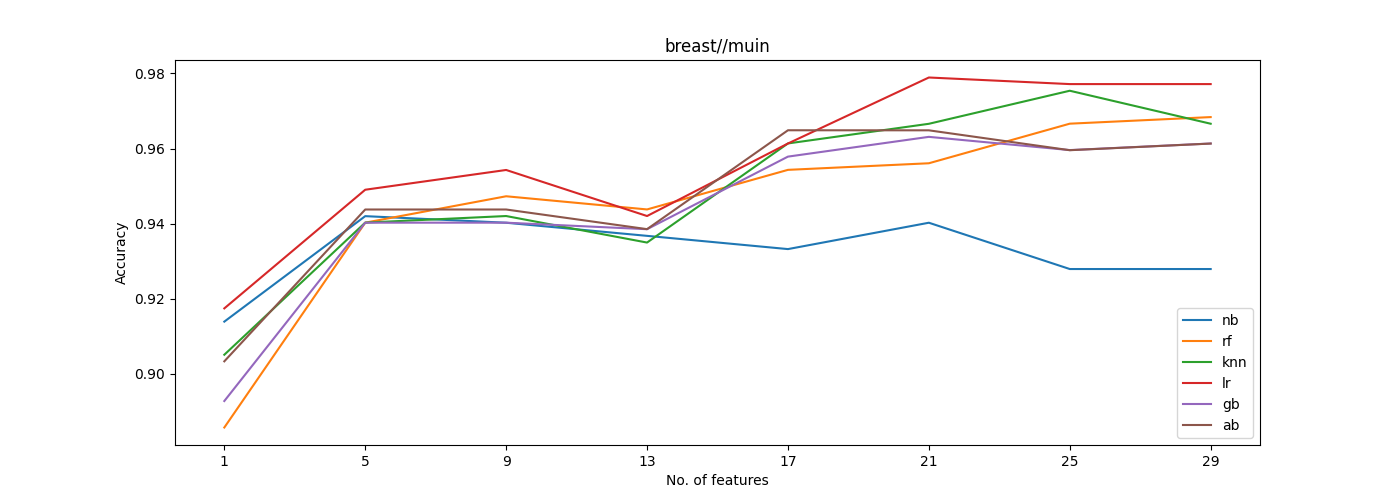 breast//muin
Accuracy
0.98
0.96
0.94
0.92
0.90
1 5 9 13 17 21 25 29
No. of features
nb
rf
knn
lr
gb
ab